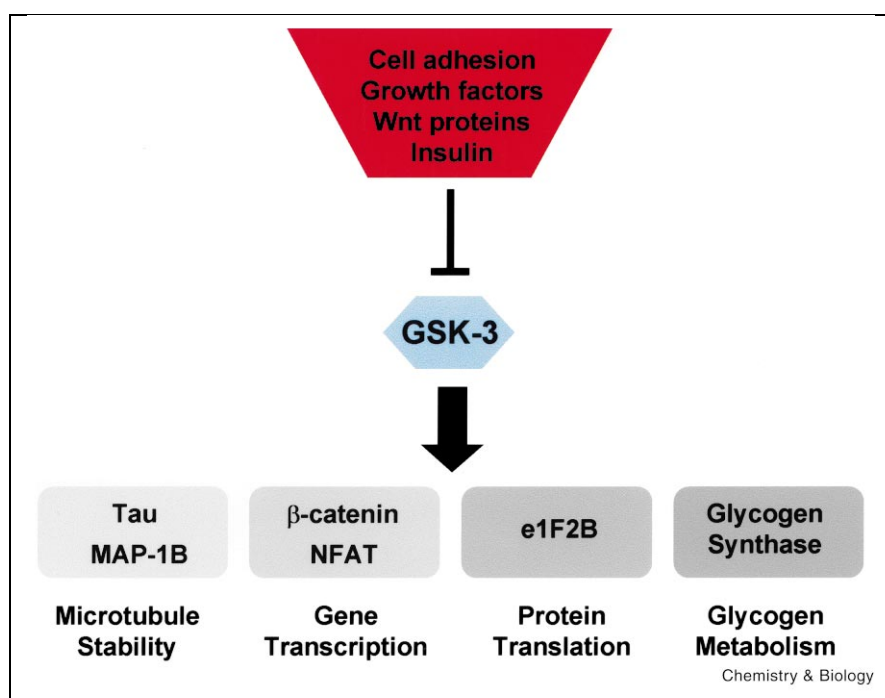 Cell adhesion
Growth factors
Wnt proteins
Insulin
GSK-3
Tau
MAP-1B
β-catenin
NFAT
e1F2B
Glycogen
Synthase
Microtubule
Stability
Gene
Transcription
Protein
Translation
Glycogen
Metabolism
Chemistry & Biology